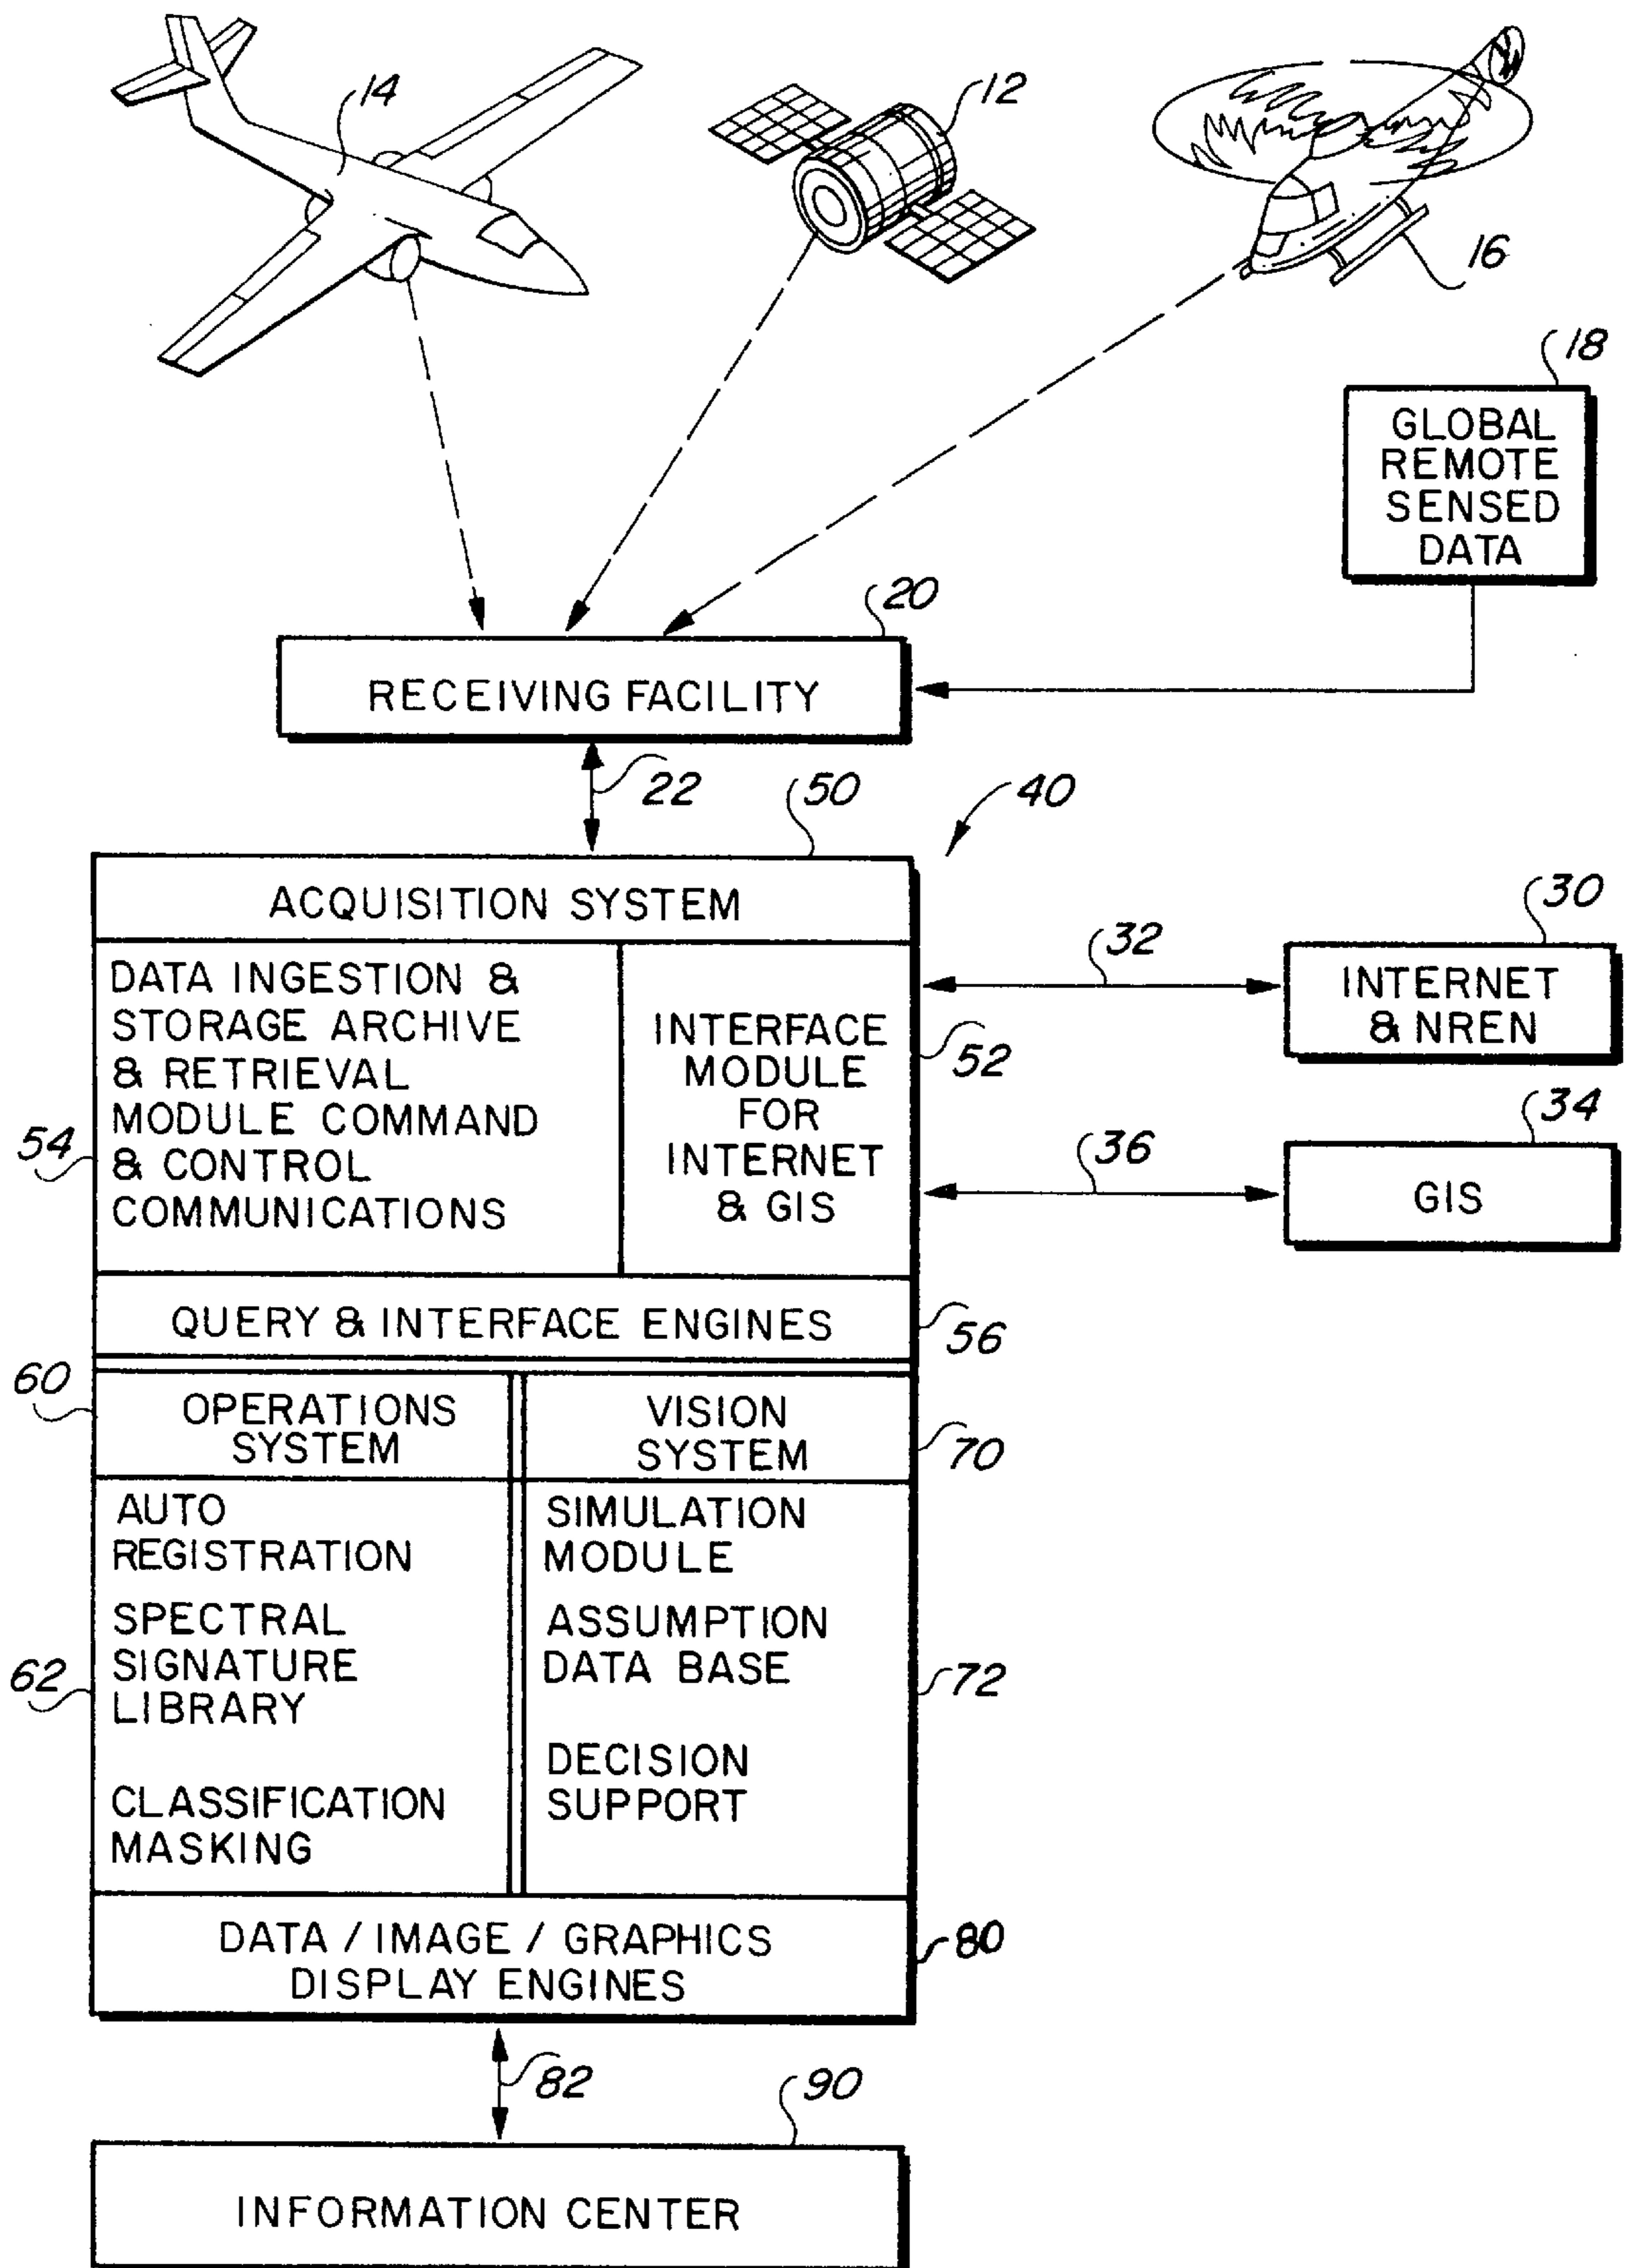 14
12
16
18
GLOBAL
REMOTE
SENSED
DATA
20
RECEIVING FACILITY
22
50
40
ACQUISITION SYSTEM
DATA INGESTION &
STORAGE ARCHIVE
& RETRIEVAL
MODULE COMMAND
& CONTROL
COMMUNICATIONS
54
INTERFACE
MODULE
FOR
INTERNET
& GIS
52
32
30
INTERNET
& NREN
36
34
GIS
QUERY & INTERFACE ENGINES
56
60
OPERATIONS
SYSTEM
VISION
SYSTEM
70
AUTO
REGISTRATION
SPECTRAL
SIGNATURE
LIBRARY
62
CLASSIFICATION
MASKING
SIMULATION
MODULE
ASSUMPTION
DATA BASE
72
DECISION
SUPPORT
DATA / IMAGE / GRAPHICS
DISPLAY ENGINES
80
82
90
INFORMATION CENTER